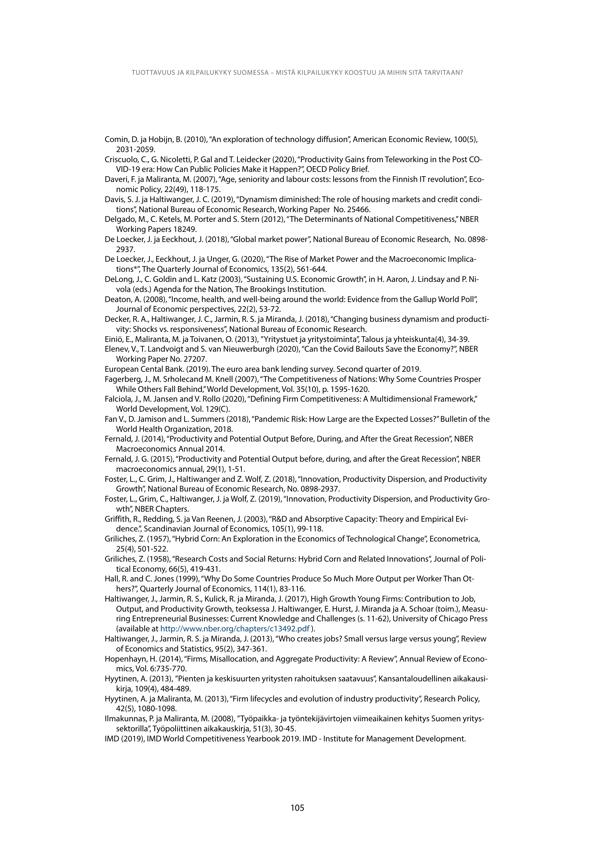 TUOTTAVUUS JA KILPAILUKYKY SUOMESSA – MISTÄ KILPAILUKYKY KOOSTUU JA MIHIN SITÄ TARVITAAN?
Comin, D. ja Hobijn, B. (2010), “An exploration of technology diffusion”, American Economic Review, 100(5),
2031-2059.
Criscuolo, C., G. Nicoletti, P. Gal and T. Leidecker (2020), “Productivity Gains from Teleworking in the Post CO-
VID-19 era: How Can Public Policies Make it Happen?”, OECD Policy Brief.
Daveri, F. ja Maliranta, M. (2007), “Age, seniority and labour costs: lessons from the Finnish IT revolution”, Eco-
nomic Policy, 22(49), 118-175.
Davis, S. J. ja Haltiwanger, J. C. (2019), “Dynamism diminished: The role of housing markets and credit condi-
tions”, National Bureau of Economic Research, Working Paper No. 25466.
Delgado, M., C. Ketels, M. Porter and S. Stern (2012), “The Determinants of National Competitiveness,” NBER
Working Papers 18249.
De Loecker, J. ja Eeckhout, J. (2018), “Global market power”, National Bureau of Economic Research, No. 0898-
2937.
De Loecker, J., Eeckhout, J. ja Unger, G. (2020), “The Rise of Market Power and the Macroeconomic Implica-
tions*”, The Quarterly Journal of Economics, 135(2), 561-644.
DeLong, J., C. Goldin and L. Katz (2003), “Sustaining U.S. Economic Growth”, in H. Aaron, J. Lindsay and P. Ni-
vola (eds.) Agenda for the Nation, The Brookings Institution.
Deaton, A. (2008), “Income, health, and well-being around the world: Evidence from the Gallup World Poll”,
Journal of Economic perspectives, 22(2), 53-72.
Decker, R. A., Haltiwanger, J. C., Jarmin, R. S. ja Miranda, J. (2018), “Changing business dynamism and producti-
vity: Shocks vs. responsiveness”, National Bureau of Economic Research.
Einiö, E., Maliranta, M. ja Toivanen, O. (2013), “Yritystuet ja yritystoiminta”, Talous ja yhteiskunta(4), 34-39.
Elenev, V., T. Landvoigt and S. van Nieuwerburgh (2020), “Can the Covid Bailouts Save the Economy?”, NBER
Working Paper No. 27207.
European Cental Bank. (2019). The euro area bank lending survey. Second quarter of 2019.
Fagerberg, J., M. Srholecand M. Knell (2007), “The Competitiveness of Nations: Why Some Countries Prosper
While Others Fall Behind,” World Development, Vol. 35(10), p. 1595-1620.
Falciola, J., M. Jansen and V. Rollo (2020), “Defining Firm Competitiveness: A Multidimensional Framework,”
World Development, Vol. 129(C).
Fan V., D. Jamison and L. Summers (2018), “Pandemic Risk: How Large are the Expected Losses?” Bulletin of the
World Health Organization, 2018.
Fernald, J. (2014), “Productivity and Potential Output Before, During, and After the Great Recession”, NBER
Macroeconomics Annual 2014.
Fernald, J. G. (2015), “Productivity and Potential Output before, during, and after the Great Recession”, NBER
macroeconomics annual, 29(1), 1-51.
Foster, L., C. Grim, J., Haltiwanger and Z. Wolf, Z. (2018), “Innovation, Productivity Dispersion, and Productivity
Growth”, National Bureau of Economic Research, No. 0898-2937.
Foster, L., Grim, C., Haltiwanger, J. ja Wolf, Z. (2019), “Innovation, Productivity Dispersion, and Productivity Gro-
wth”, NBER Chapters.
Griffith, R., Redding, S. ja Van Reenen, J. (2003), “R&D and Absorptive Capacity: Theory and Empirical Evi-
dence.”, Scandinavian Journal of Economics, 105(1), 99-118.
Griliches, Z. (1957), “Hybrid Corn: An Exploration in the Economics of Technological Change”, Econometrica,
25(4), 501-522.
Griliches, Z. (1958), “Research Costs and Social Returns: Hybrid Corn and Related Innovations”, Journal of Poli-
tical Economy, 66(5), 419-431.
Hall, R. and C. Jones (1999), “Why Do Some Countries Produce So Much More Output per Worker Than Ot-
hers?”, Quarterly Journal of Economics, 114(1), 83-116.
Haltiwanger, J., Jarmin, R. S., Kulick, R. ja Miranda, J. (2017), High Growth Young Firms: Contribution to Job,
Output, and Productivity Growth, teoksessa J. Haltiwanger, E. Hurst, J. Miranda ja A. Schoar (toim.), Measu-
ring Entrepreneurial Businesses: Current Knowledge and Challenges (s. 11-62), University of Chicago Press
(available at http://www.nber.org/chapters/c13492.pdf).
Haltiwanger, J., Jarmin, R. S. ja Miranda, J. (2013), “Who creates jobs? Small versus large versus young”, Review
of Economics and Statistics, 95(2), 347-361.
Hopenhayn, H. (2014), “Firms, Misallocation, and Aggregate Productivity: A Review”, Annual Review of Econo-
mics, Vol. 6:735-770.
Hyytinen, A. (2013), “Pienten ja keskisuurten yritysten rahoituksen saatavuus”, Kansantaloudellinen aikakausi-
kirja, 109(4), 484-489.
Hyytinen, A. ja Maliranta, M. (2013), “Firm lifecycles and evolution of industry productivity”, Research Policy,
42(5), 1080-1098.
Ilmakunnas, P. ja Maliranta, M. (2008), “Työpaikka- ja työntekijävirtojen viimeaikainen kehitys Suomen yritys-
sektorilla”, Työpoliittinen aikakauskirja, 51(3), 30-45.
IMD (2019), IMD World Competitiveness Yearbook 2019. IMD - Institute for Management Development.
105